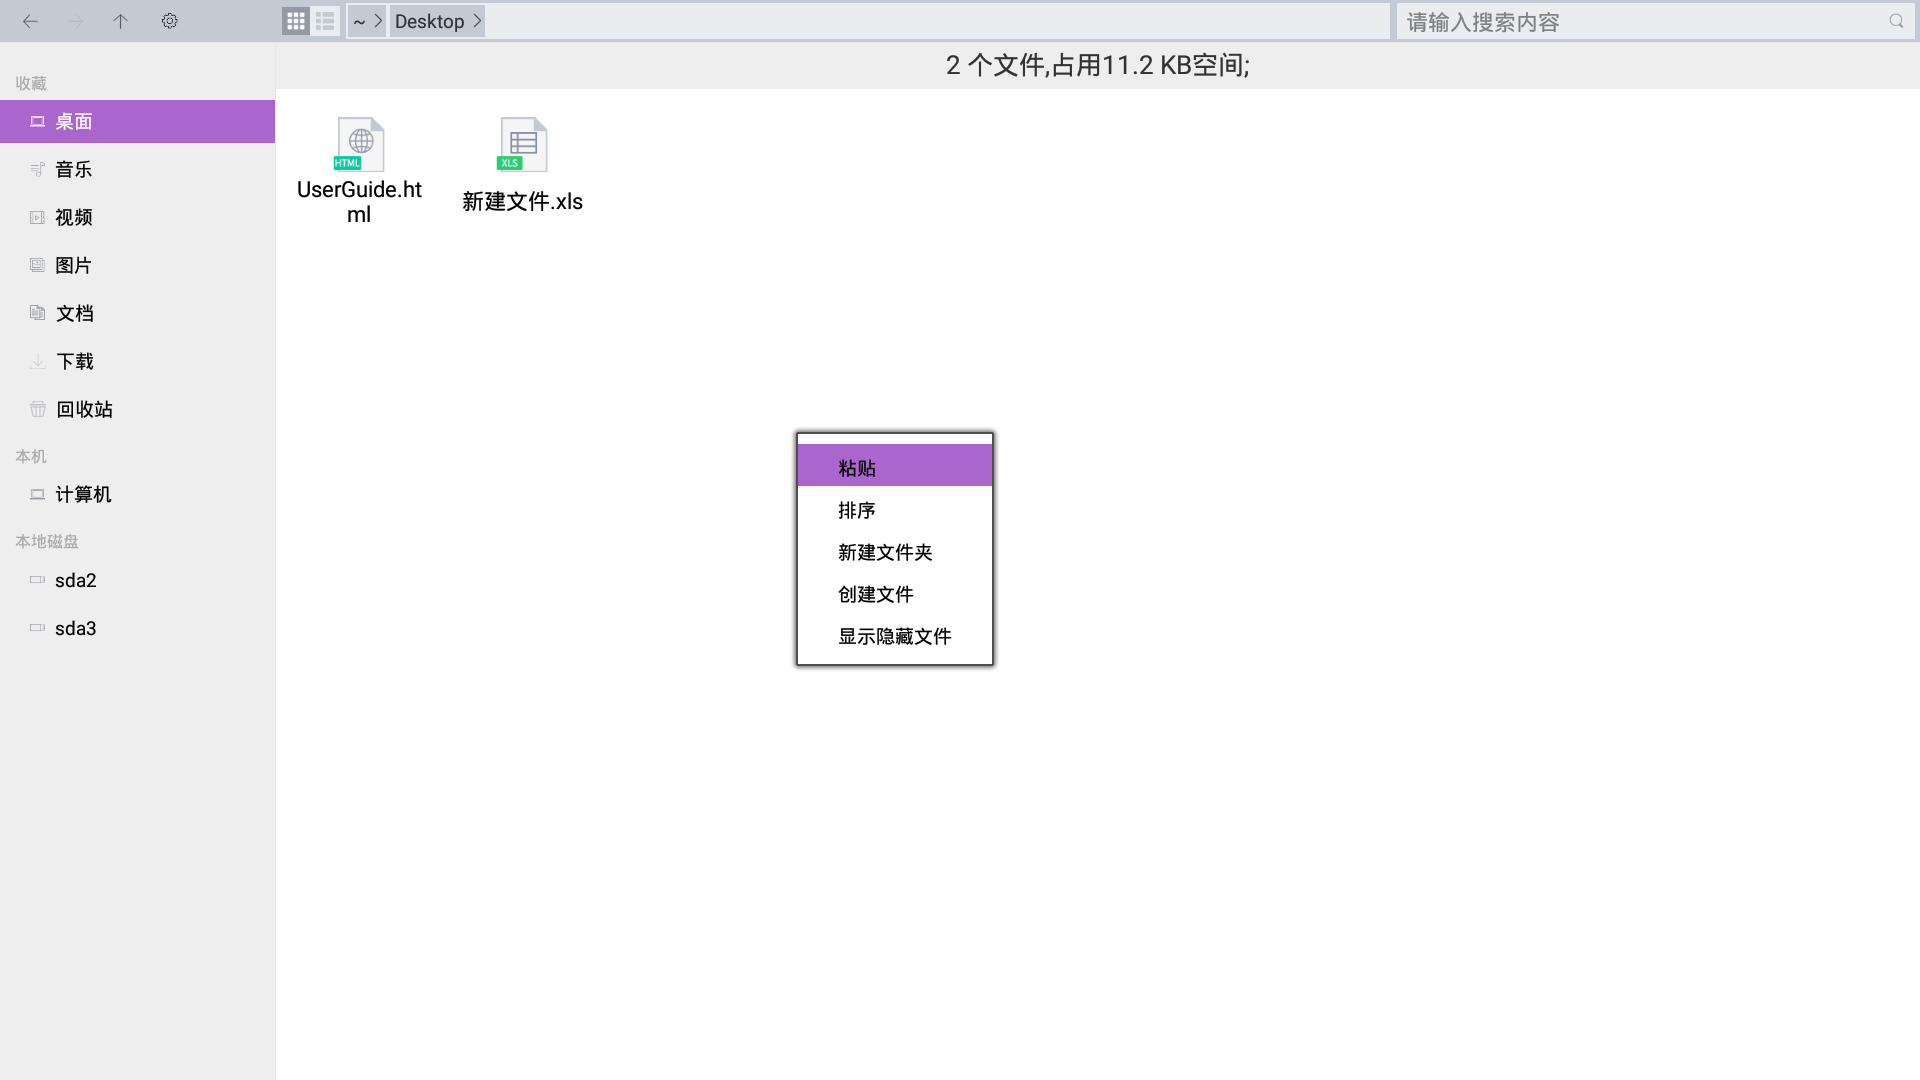 ~
Desktop
请输入搜索内容
2 个文件,占用11.2 KB空间;
收藏
桌面
音乐
视频
图片
文档
下载
回收站
本机
计算机
本地磁盘
sda2
sda3
HTML
UserGuide.ht
ml
XLS
新建文件.xls
粘贴
排序
新建文件夹
创建文件
显示隐藏文件